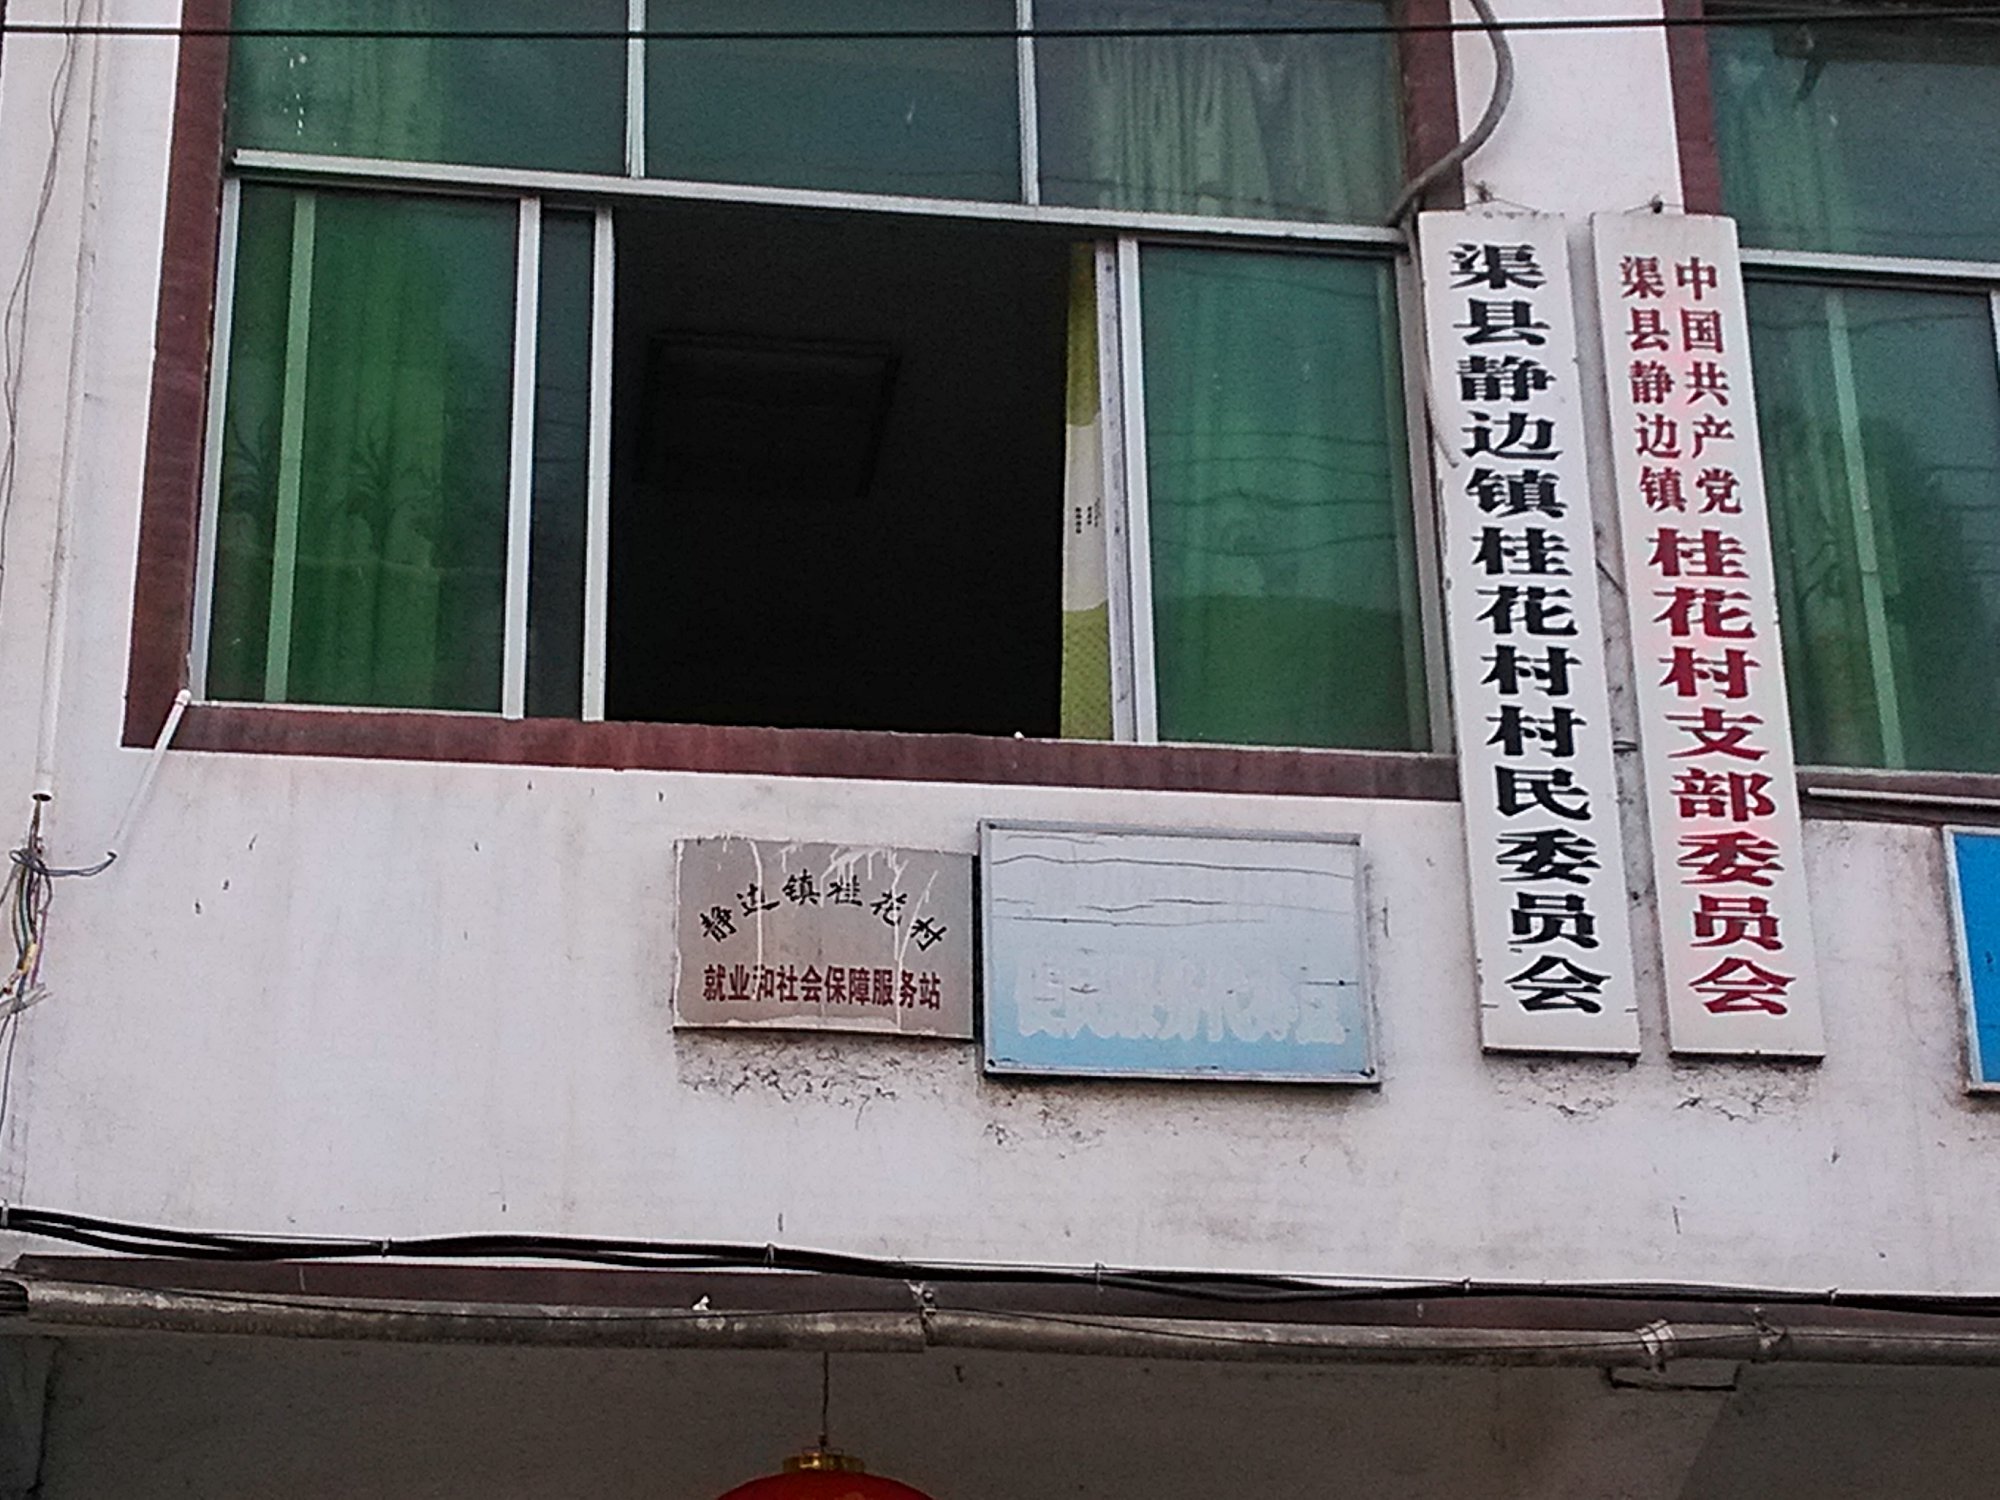 渠县静边镇桂花村村民委员会
中国共产党
渠县静边镇
桂花村支部委员会
静边镇桂花村
就业和社会保障服务站